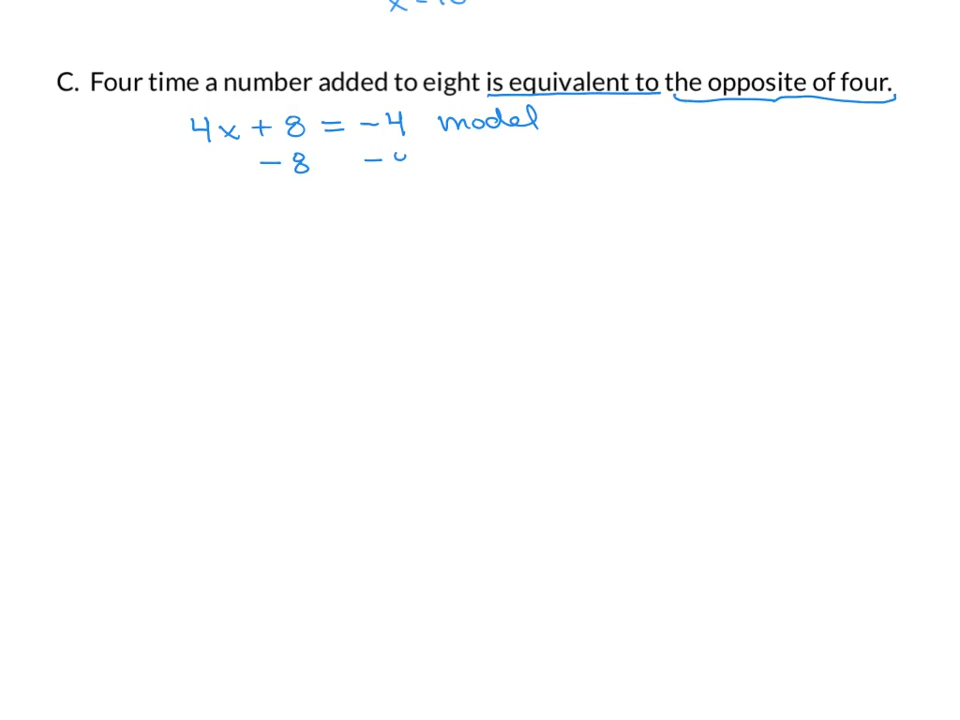 C. Four time a number added to eight is equivalent to the opposite of four.
4x + 8 = -4 model
-8 -